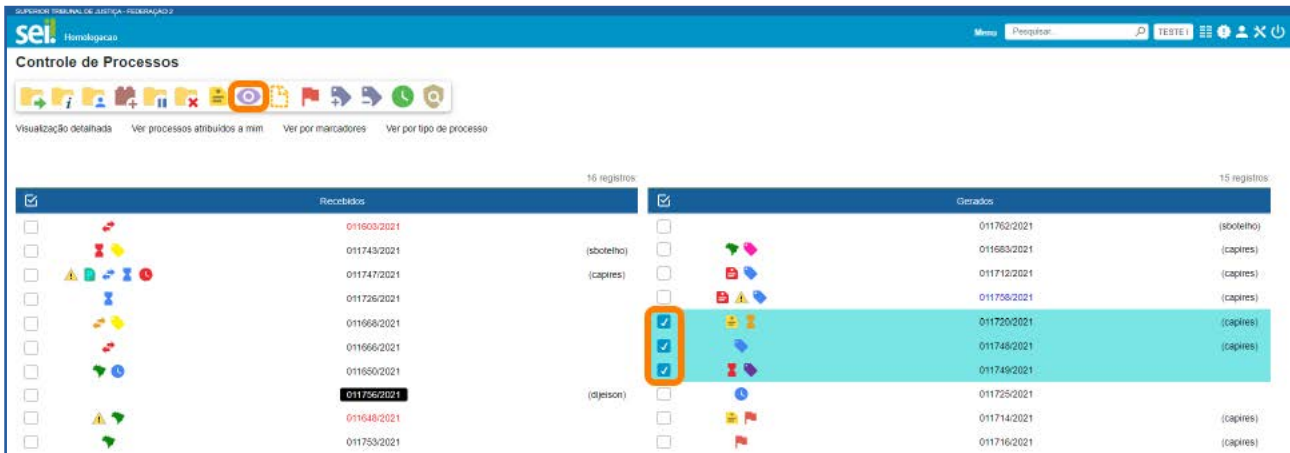 SUPERIOR TRIBUNAL DE JUSTIÇA - FEDERAÇÃO 2
sei! Homologacao Menu Pesquisar... TESTE I
Controle de Processos
Visualização detalhada Ver processos atribuídos a mim Ver por marcadores Ver por tipo de processo
16 registros:
Recebidos
011603/2021
011743/2021 (sbotelho)
011747/2021 (capires)
011726/2021
011668/2021
011666/2021
011650/2021
011756/2021 (dijeison)
011648/2021
011753/2021
15 registros:
Gerados
011762/2021 (sbotelho)
011683/2021 (capires)
011712/2021 (capires)
011758/2021 (capires)
011720/2021 (capires)
011748/2021 (capires)
011749/2021
011725/2021
011714/2021 (capires)
011716/2021 (capires)